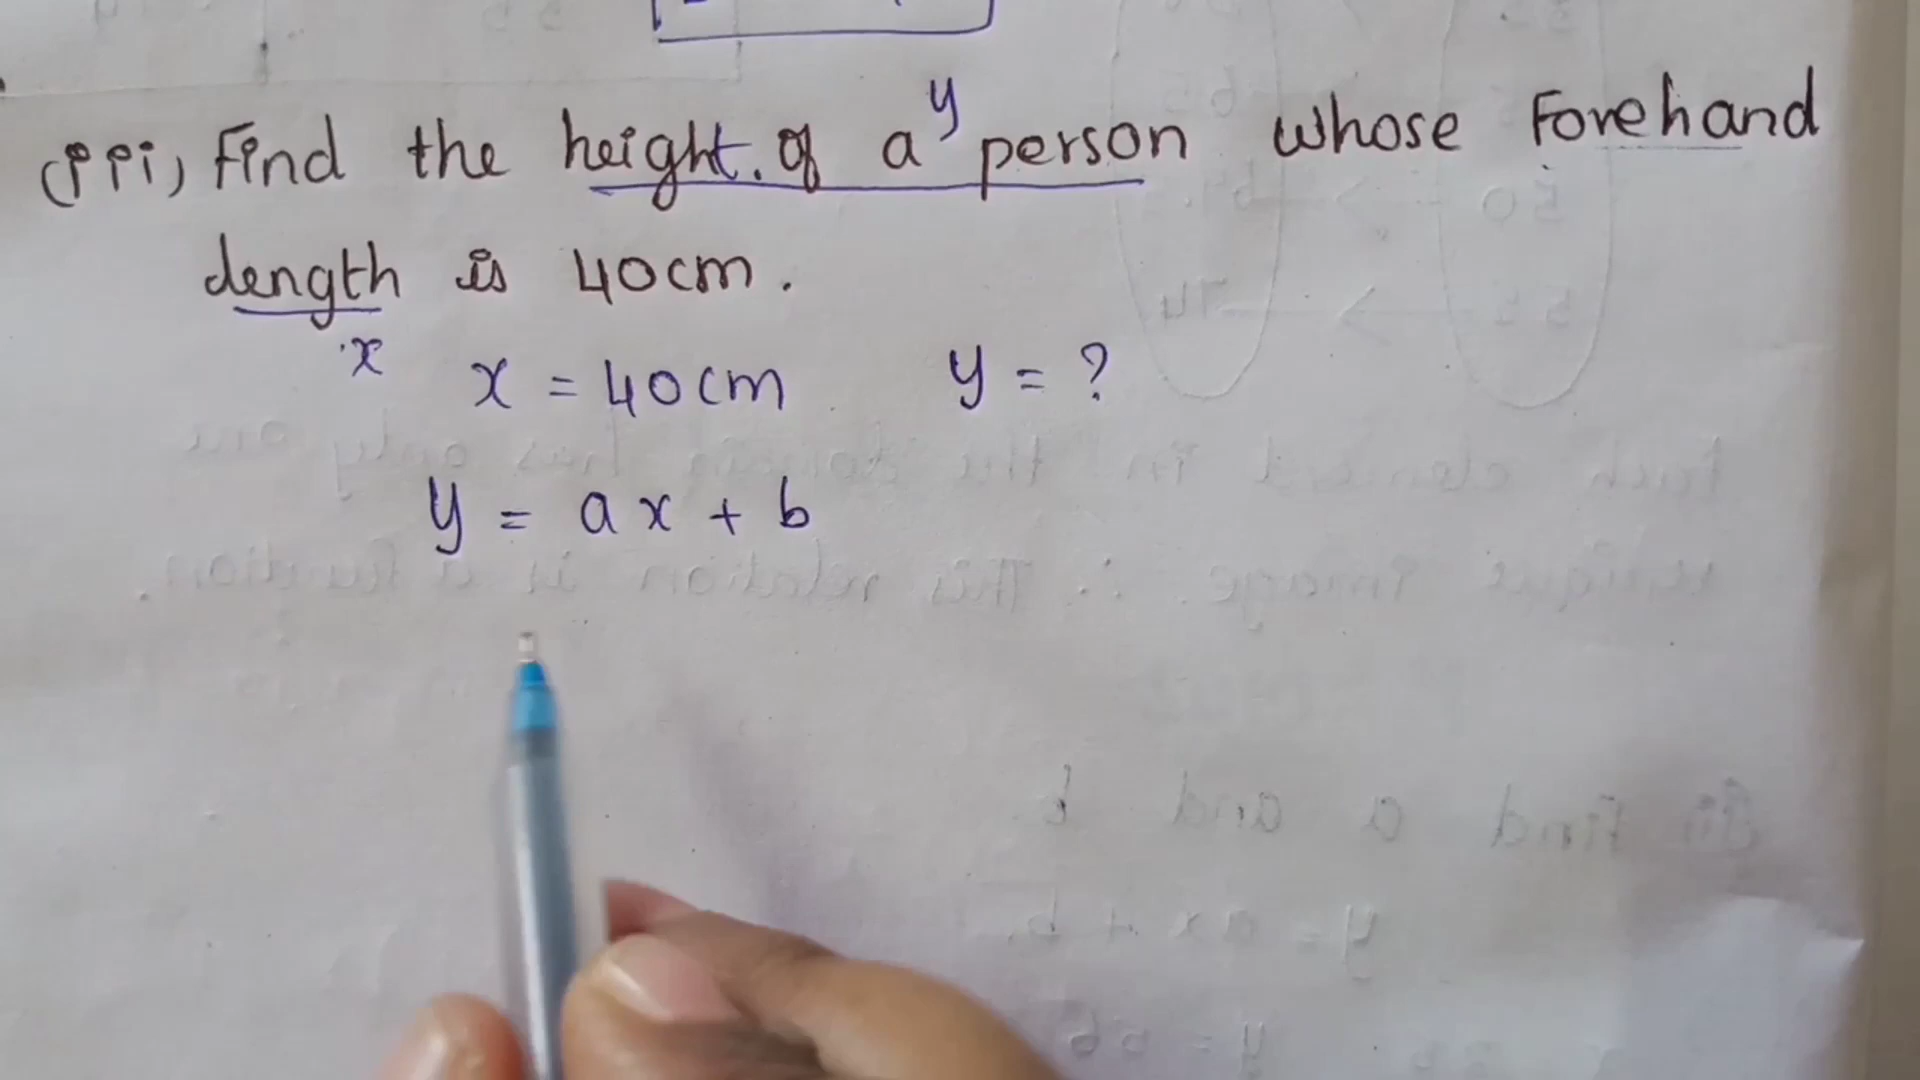 (iii) Find the height of a person whose Forehand
y
length is 40cm.
x
x = 40cm y = ?
y = ax + b